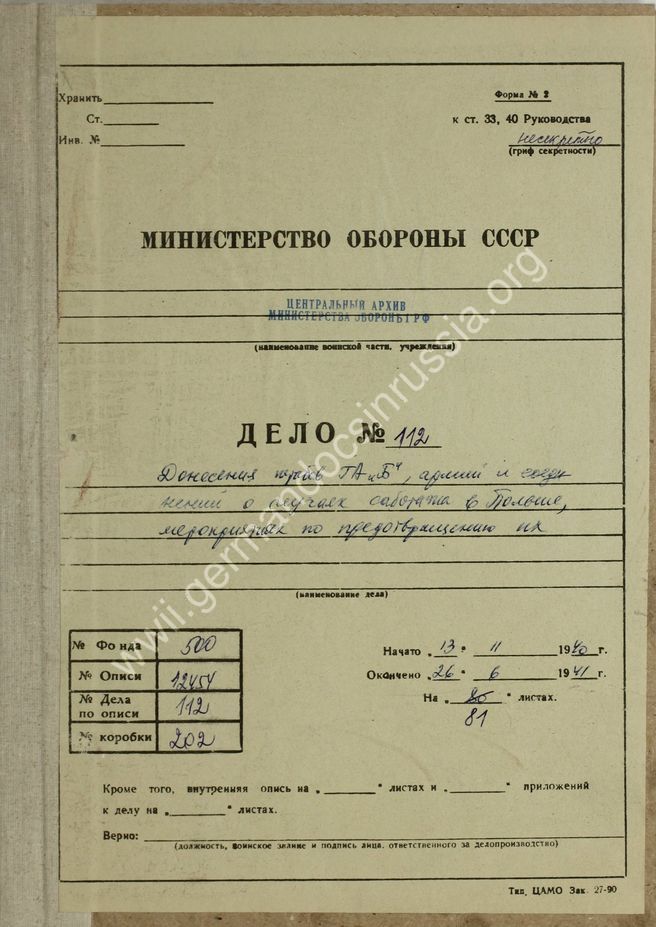 Форма № 2
Хранить
к ст. 33, 40 Руководства
Ст.
несекретно
Инв. №
(гриф секретности)
МИНИСТЕРСТВО ОБОРОНЫ СССР
ЦЕНТРАЛЬНЫЙ АРХИВ
МИНИСТЕРСТВА ОБОРОНЫ РФ
(наименование воинской части, учреждения)
ДЕЛО № 112
Донесения штабов ГА „Б“, армий и соеди
нений о случаях саботажа в Польше,
мероприятиях по предотвращению их
(наименование дела)
№ Фонда 500
№ Описи 12454
№ Дела по описи 112
№ коробки 202
Начато „13“ 11 1940 г.
Окончено „26“ 6 1941 г.
На „“ листах.
81
Кроме того, внутренняя опись на „ “ листах и „ “ приложений
к делу на „ “ листах.
Верно:
(должность, воинское звание и подпись лица, ответственного за делопроизводство)
Тип. ЦАМО Зак. 27-90
www.germandocsinrussia.org